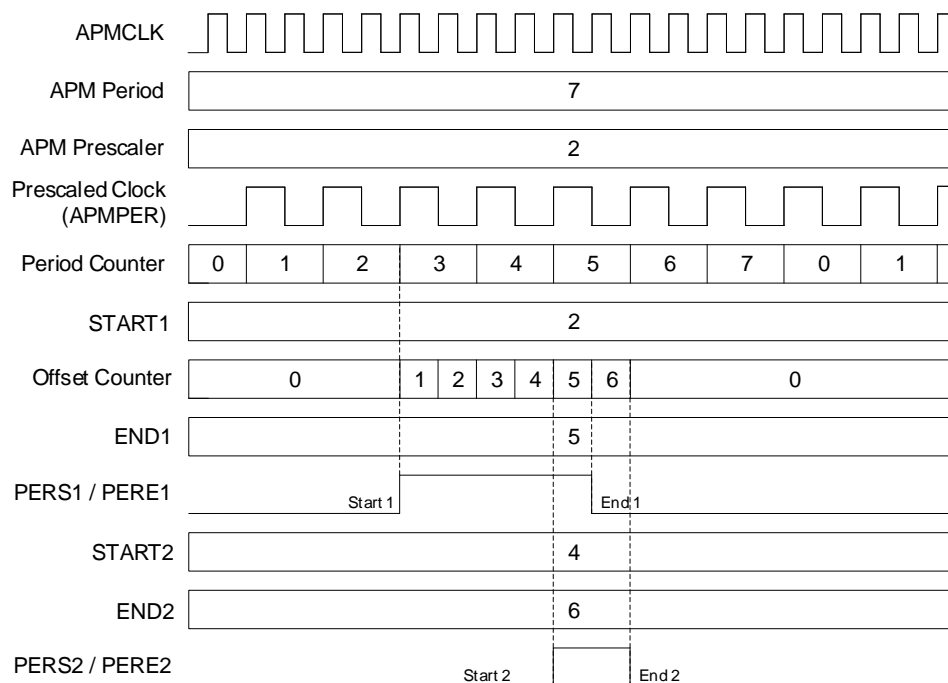 APMCLK
APM Period 7
APM Prescaler 2
Prescaled Clock
(APMPER)
Period Counter 0 1 2 3 4 5 6 7 0 1
START1 2
Offset Counter 0 1 2 3 4 5 6 0
END1 5
PERS1 / PERE1 Start 1 End 1
START2 4
END2 6
PERS2 / PERE2 Start 2 End 2